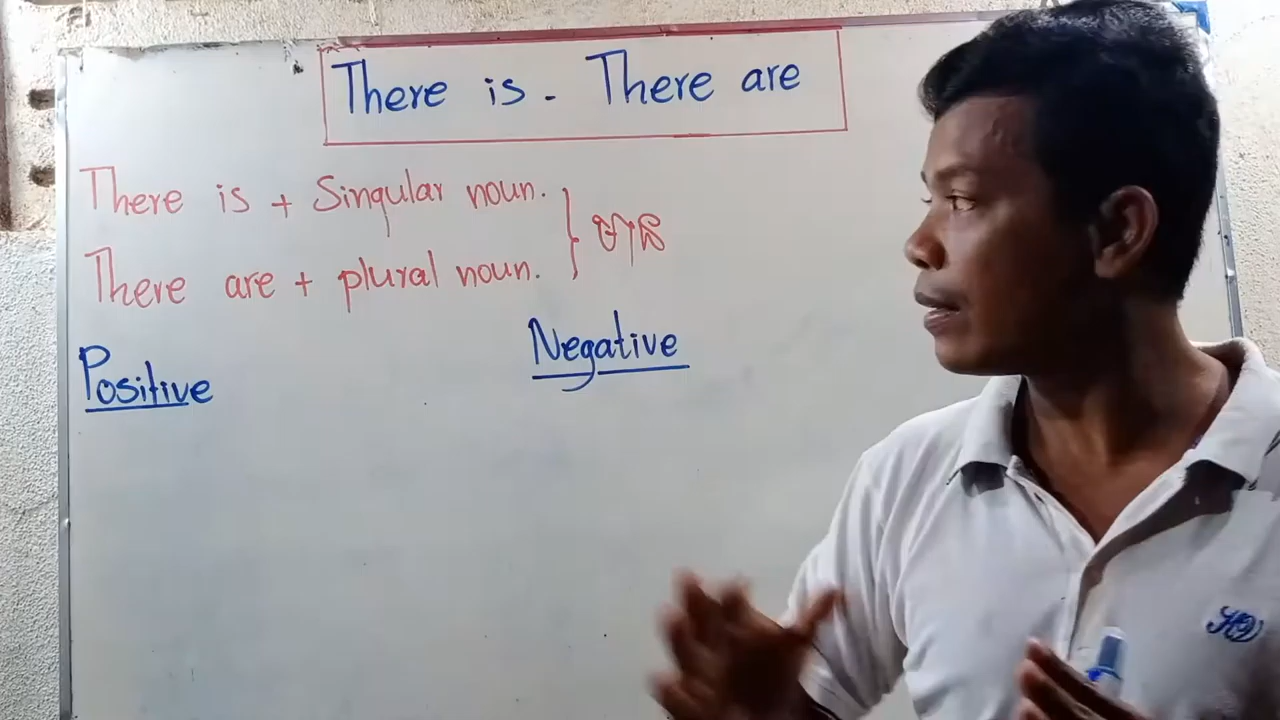 There is - There are
There is + Singular noun.
There are + plural noun.
មាន
Positive
Negative